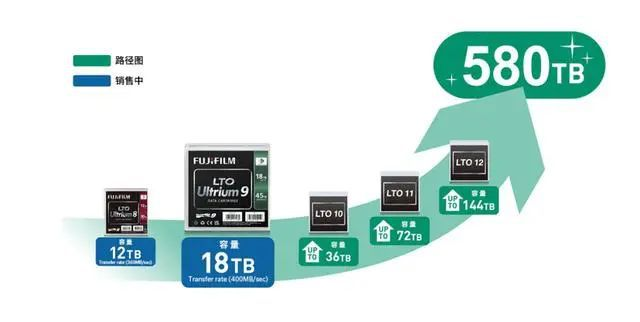 路径图
销售中
580TB
FUJIFILM
LTO
Ultrium 9
DATA CARTRIDGE
18TB
45TB
LTO
Ultrium 8
容量
12TB
Transfer rate (360MB/sec)
容量
18TB
Transfer rate (400MB/sec)
LTO 10
UP TO
容量
36TB
LTO 11
UP TO
容量
72TB
LTO 12
UP TO
容量
144TB